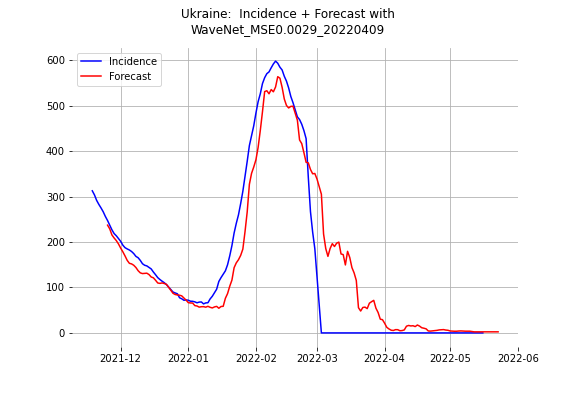 Ukraine:  Incidence + Forecast with
WaveNet_MSE0.0029_20220409
Incidence
Forecast
600
500
400
300
200
100
0
2021-12 2022-01 2022-02 2022-03 2022-04 2022-05 2022-06